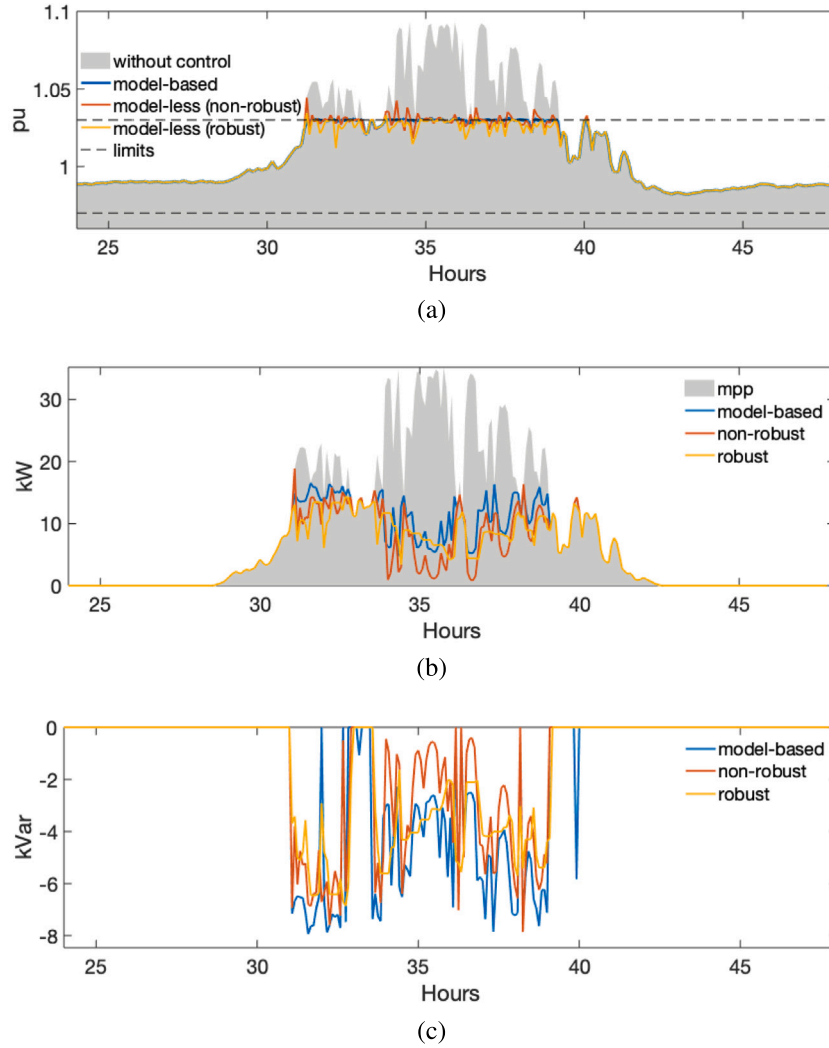 1.1
without control
model-based
1.05
model-less (non-robust)
pu
model-less (robust)
limits
1
25
30
35
40
45
Hours
(a)
30
mpp
model-based
non-robust
20
robust
kW
10
0
25
30
35
40
45
Hours
(b)
0
model-based
non-robust
-2
robust
kVar
-4
-6
-8
25
30
35
40
45
Hours
(c)